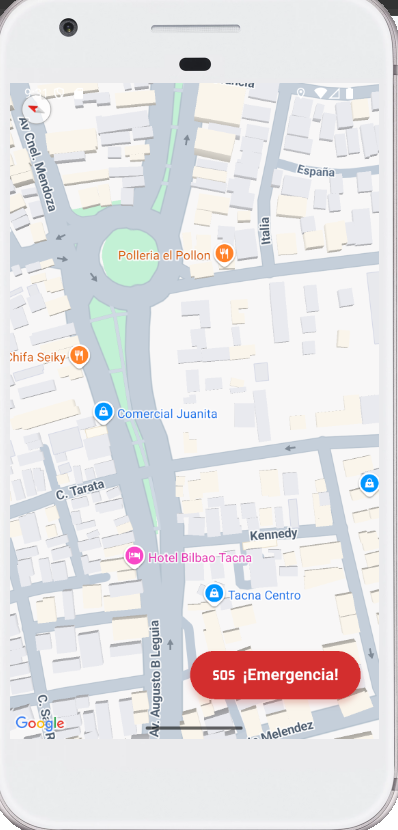 Av Cnel. Mendoza
España
Italia
Polleria el Pollon
Chifa Seiky
Comercial Juanita
C. Tarata
Kennedy
Hotel Bilbao Tacna
Tacna Centro
Av. Augusto B Leguia
SOS ¡Emergencia!
Google
Melendez